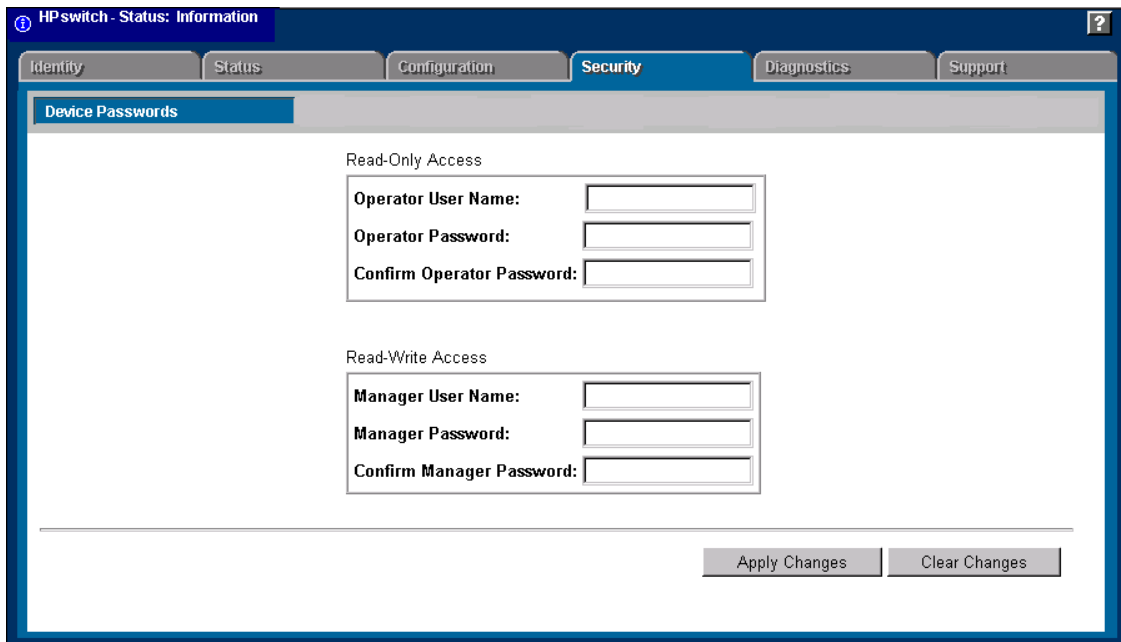 HPswitch - Status: Information
?
Identity Status Configuration Security Diagnostics Support
Device Passwords
Read-Only Access
Operator User Name:
Operator Password:
Confirm Operator Password:
Read-Write Access
Manager User Name:
Manager Password:
Confirm Manager Password:
Apply Changes Clear Changes